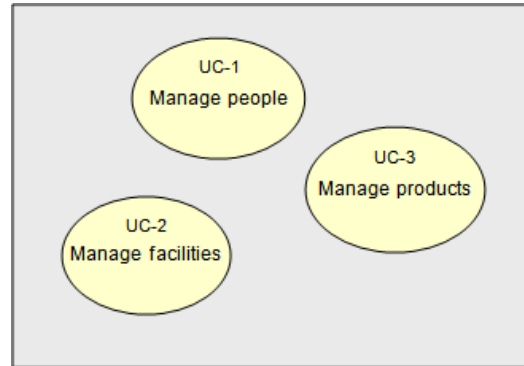 UC-1
Manage people
UC-3
Manage products
UC-2
Manage facilities